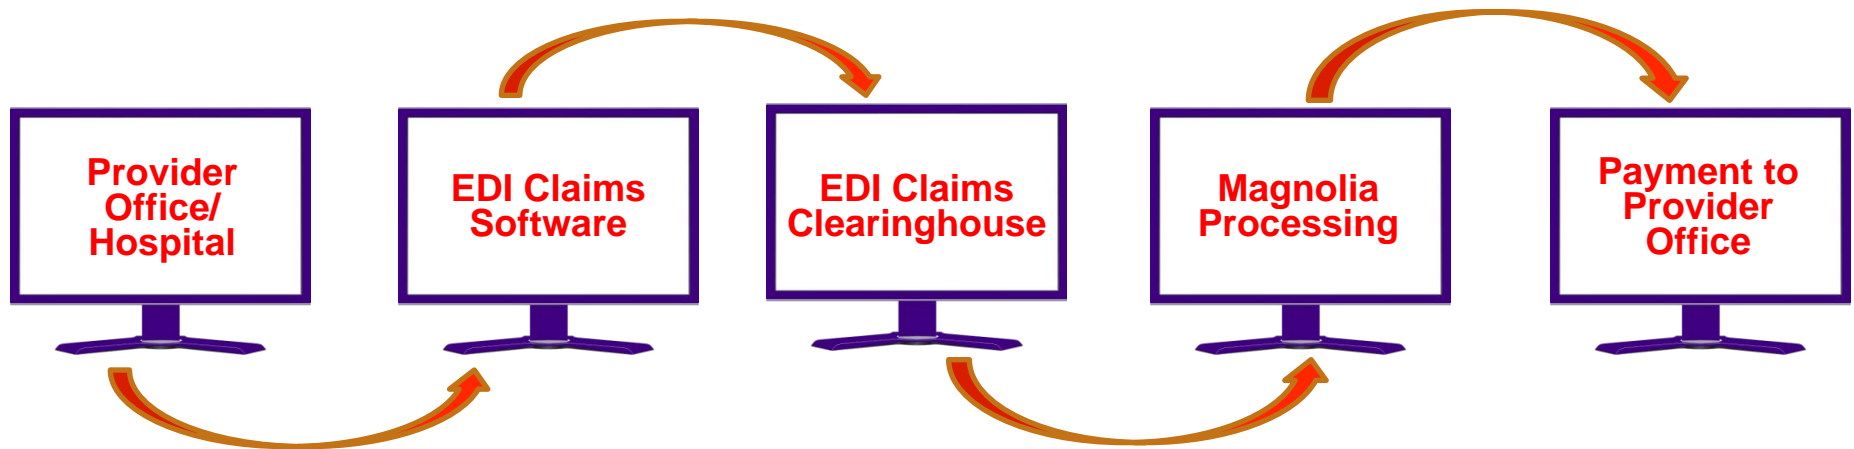 Provider
Office/
Hospital
EDI Claims
Software
EDI Claims
Clearinghouse
Magnolia
Processing
Payment to
Provider
Office